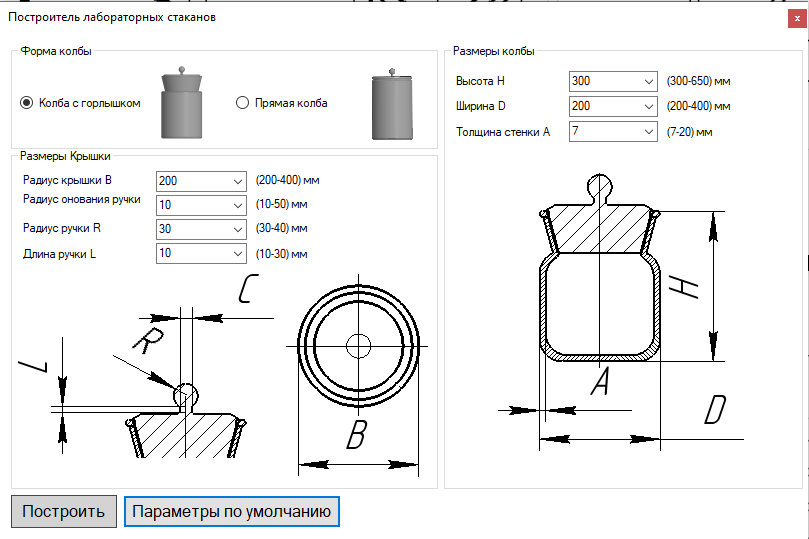 Построитель лабораторных стаканов
x
Форма колбы
Колба с горлышком
Прямая колба
Размеры Крышки
Радиус крышки B 200 (200-400) мм
Радиус онования ручки 10 (10-50) мм
Радиус ручки R 30 (30-40) мм
Длина ручки L 10 (10-30) мм
C
R
L
B
Размеры колбы
Высота H 300 (300-650) мм
Ширина D 200 (200-400) мм
Толщина стенки A 7 (7-20) мм
H
A
D
Построить
Параметры по умолчанию